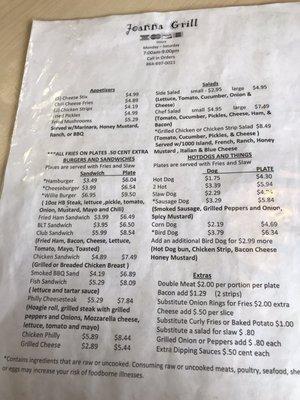 Joanna Grill
Hours
Monday – Saturday
7:00am-9:00pm
Call in Orders
864-697-0021
Appetizers
Cheese Stix $4.99
Chili Cheese Fries $4.89
Chicken Strips $4.19
Fried Pickles $4.99
Fried Mushrooms $5.29
Served w/Marinara, Honey Mustard,
Ranch, or BBQ
***ALL FRIES ON PLATES .50 CENT EXTRA
BURGERS AND SANDWICHES
Plates are served with Fries and Slaw
Sandwich Plate
*Hamburger $3.49 $6.04
*Cheeseburger $3.99 $6.54
*Willie Burger $6.95 $9.50
( 10oz HB Steak, lettuce ,pickle, tomato,
Onion, Mustard, Mayo and Chili)
Fried Ham Sandwich $3.99 $6.49
BLT Sandwich $3.95 $6.50
Club Sandwich $5.99 $8.54
(Fried Ham, Bacon, Cheese, Lettuce,
Tomato, Mayo, Toasted)
Chicken Sandwich $4.89 $7.49
(Grilled or Breaded Chicken Breast )
Smoked BBQ Sand $4.19 $6.89
Fish Sandwich $5.29 $8.09
( lettuce and tartar sauce)
Philly Cheesesteak $5.29 $7.84
(Hoagie roll, grilled steak with grilled
peppers and Onions, Mozzarella cheese,
lettuce, tomato and mayo)
Chicken Philly $5.89 $8.44
Grilled Cheese $2.89 $5.44
Salads
Side Salad small - $2.95 large $4.95
(Lettuce, Tomato, Cucumber, Onion &
Cheese)
Chef Salad small $4.95 large $7.49
(Tomato, Cucumber, Pickles, Cheese, Ham, &
Bacon)
*Grilled Chicken or Chicken Strip Salad $8.49
(Tomato, Cucumber, Pickles, & Cheese )
Served w/1000 Island, French, Ranch, Honey
Mustard , Italian & Blue Cheese
HOTDOGS AND THINGS
Plates are served with Fries and Slaw
Dog PLATE
Hot Dog $1.75 $4.30
2 Hot $3.39 $5.94
Slaw Dog $2.29
*Sausage Dog $5.29 $5.84
(Smoked Sausage, Grilled Peppers and Onion,
Spicy Mustard)
Corn Dog $2.19 $4.69
*Bird Dog $3.79 $6.34
Add an Additional Bird Dog for $2.99 more
(Hot Dog bun, Chicken Strip, Bacon Cheese
Honey Mustard)
Extras
Double Meat $2.00 per portion per plate
Bacon add $1.29 (2 strips)
Substitute Onion Rings for Fries $2.00 extra
Cheese add $.50 per slice
Substitute Curly Fries or Baked Potato $1.00
Substitute a salad for slaw $ .80
Grilled Onion or Peppers add $ .80 each
Extra Dipping Sauces $.50 cent each
*Contains ingredients that are raw or uncooked. Consuming raw or uncooked meats, poultry, seafood,
or eggs may increase your risk of foodborne illnesses.